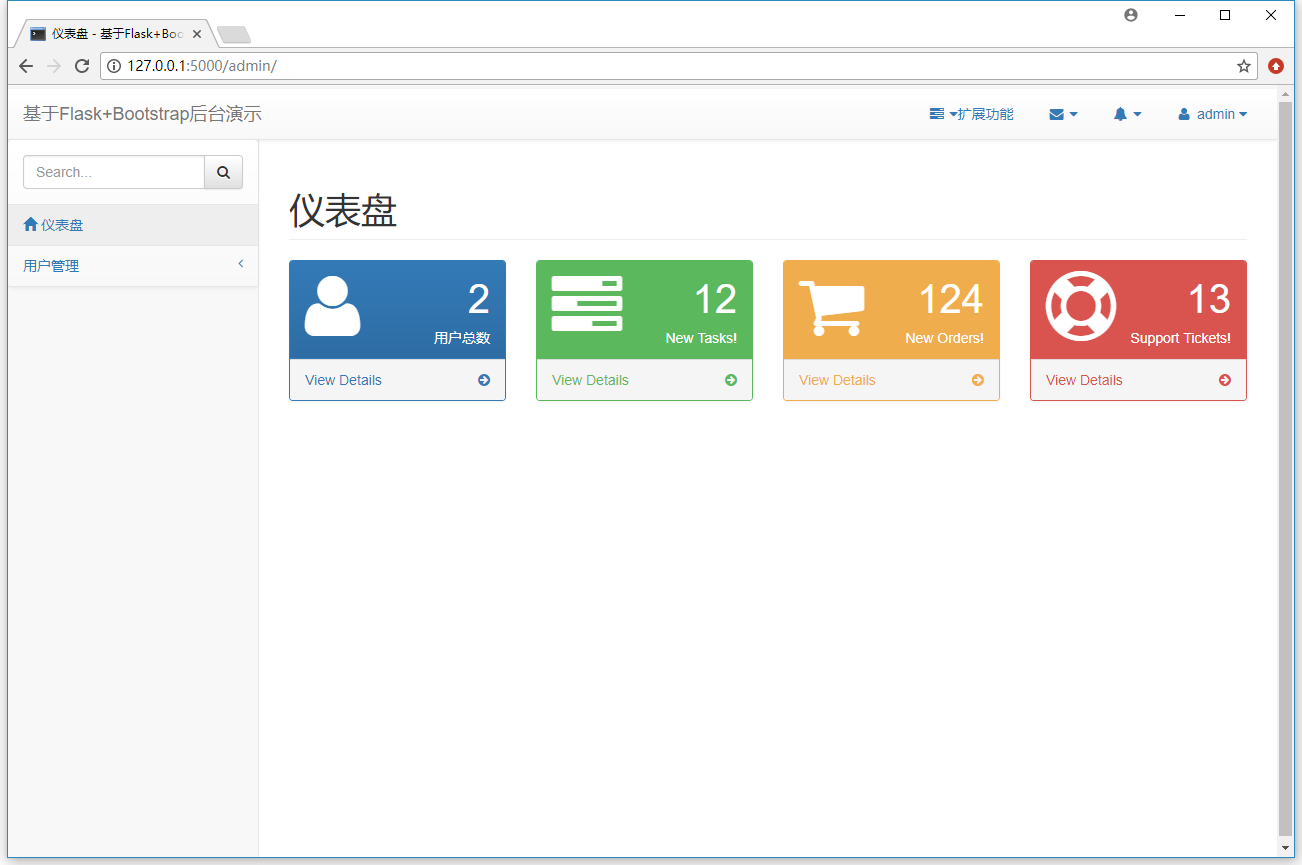 仪表盘 - 基于Flask+Boo
127.0.0.1:5000/admin/
基于Flask+Bootstrap后台演示
扩展功能
admin
Search...
仪表盘
用户管理
仪表盘
2
用户总数
View Details
12
New Tasks!
View Details
124
New Orders!
View Details
13
Support Tickets!
View Details